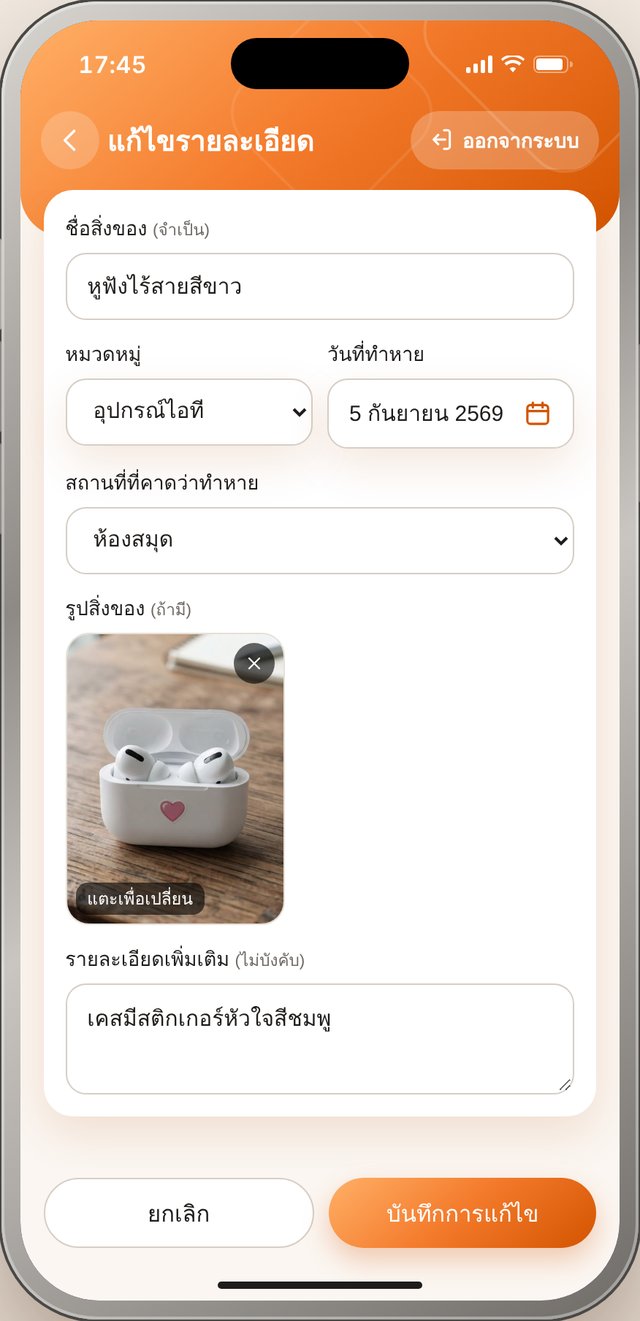 17:45
แก้ไขรายละเอียด
ออกจากระบบ
ชื่อสิ่งของ (จำเป็น)
หูฟังไร้สายสีขาว
หมวดหมู่ วันที่ทำหาย
อุปกรณ์ไอที 5 กันยายน 2569
สถานที่ที่คาดว่าทำหาย
ห้องสมุด
รูปสิ่งของ (ถ้ามี)
แตะเพื่อเปลี่ยน
รายละเอียดเพิ่มเติม (ไม่บังคับ)
เคสมีสติกเกอร์หัวใจสีชมพู
ยกเลิก บันทึกการแก้ไข